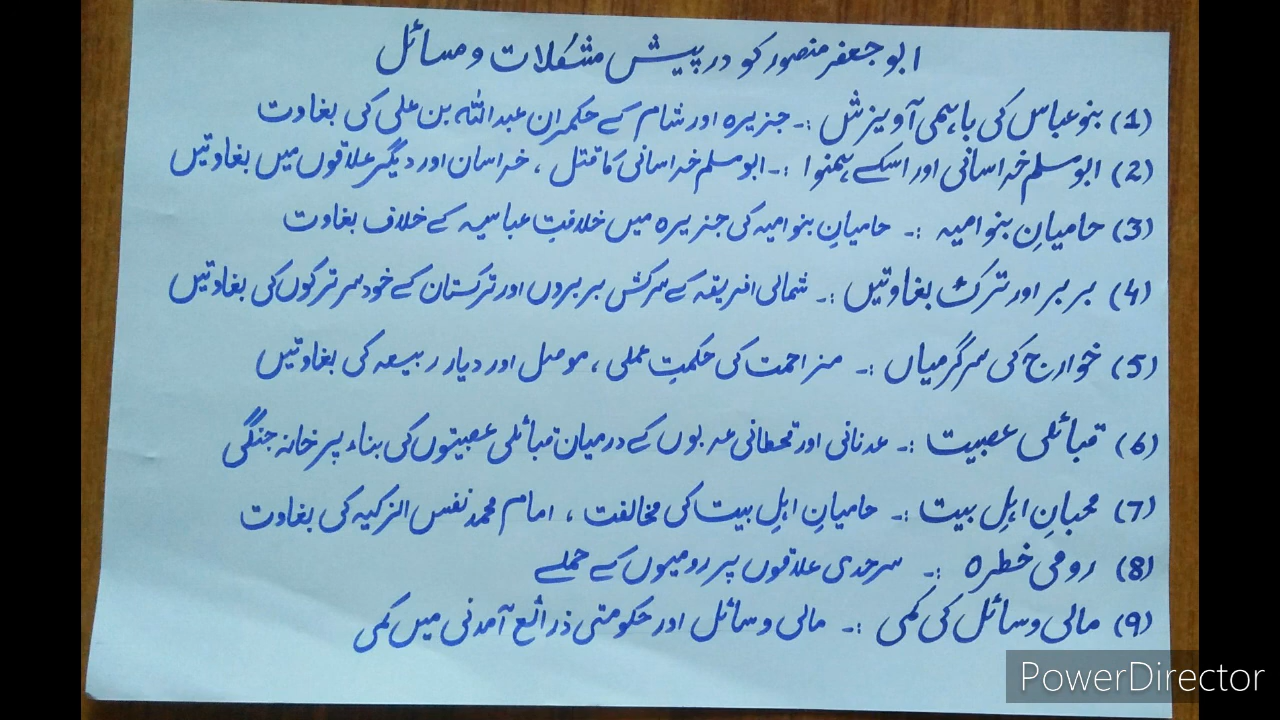 ابو جعفر منصور کو درپیش مشکلات و مسائل
(1) بنو عباس کی باہمی آویزش :۔ جزیرہ اور شام کے حکمران عبداللہ بن علی کی بغاوت
(2) ابو مسلم خراسانی اور اسکے ہمنوا :۔ ابو مسلم خراسانی کا قتل ، خراسان اور دیگر علاقوں میں بغاوتیں
(3) حامیانِ بنو امیہ :۔ حامیانِ بنو امیہ کی جزیرہ میں خلافتِ عباسیہ کے خلاف بغاوت
(4) بربر اور ترک بغاوتیں :۔ شمالی افریقہ کے سرکش بربروں اور ترکستان کے خود سر ترکوں کی بغاوتیں
(5) خوارج کی سرگرمیاں :۔ مزاحمت کی حکمتِ عملی ، موصل اور دیار ربیعہ کی بغاوتیں
(6) قبائلی عصبیت :۔ عدنانی اور قحطانی عربوں کے درمیان قبائلی عصبیتوں کی بناء پر خانہ جنگی
(7) محبانِ اہلِ بیت :۔ حامیانِ اہلِ بیت کی مخالفت ، امام محمد نفس الزکیہ کی بغاوت
(8) رومی خطرہ :۔ سرحدی علاقوں پر رومیوں کے حملے
(9) مالی وسائل کی کمی :۔ مالی وسائل اور حکومتی ذرائع آمدنی میں کمی
PowerDirector